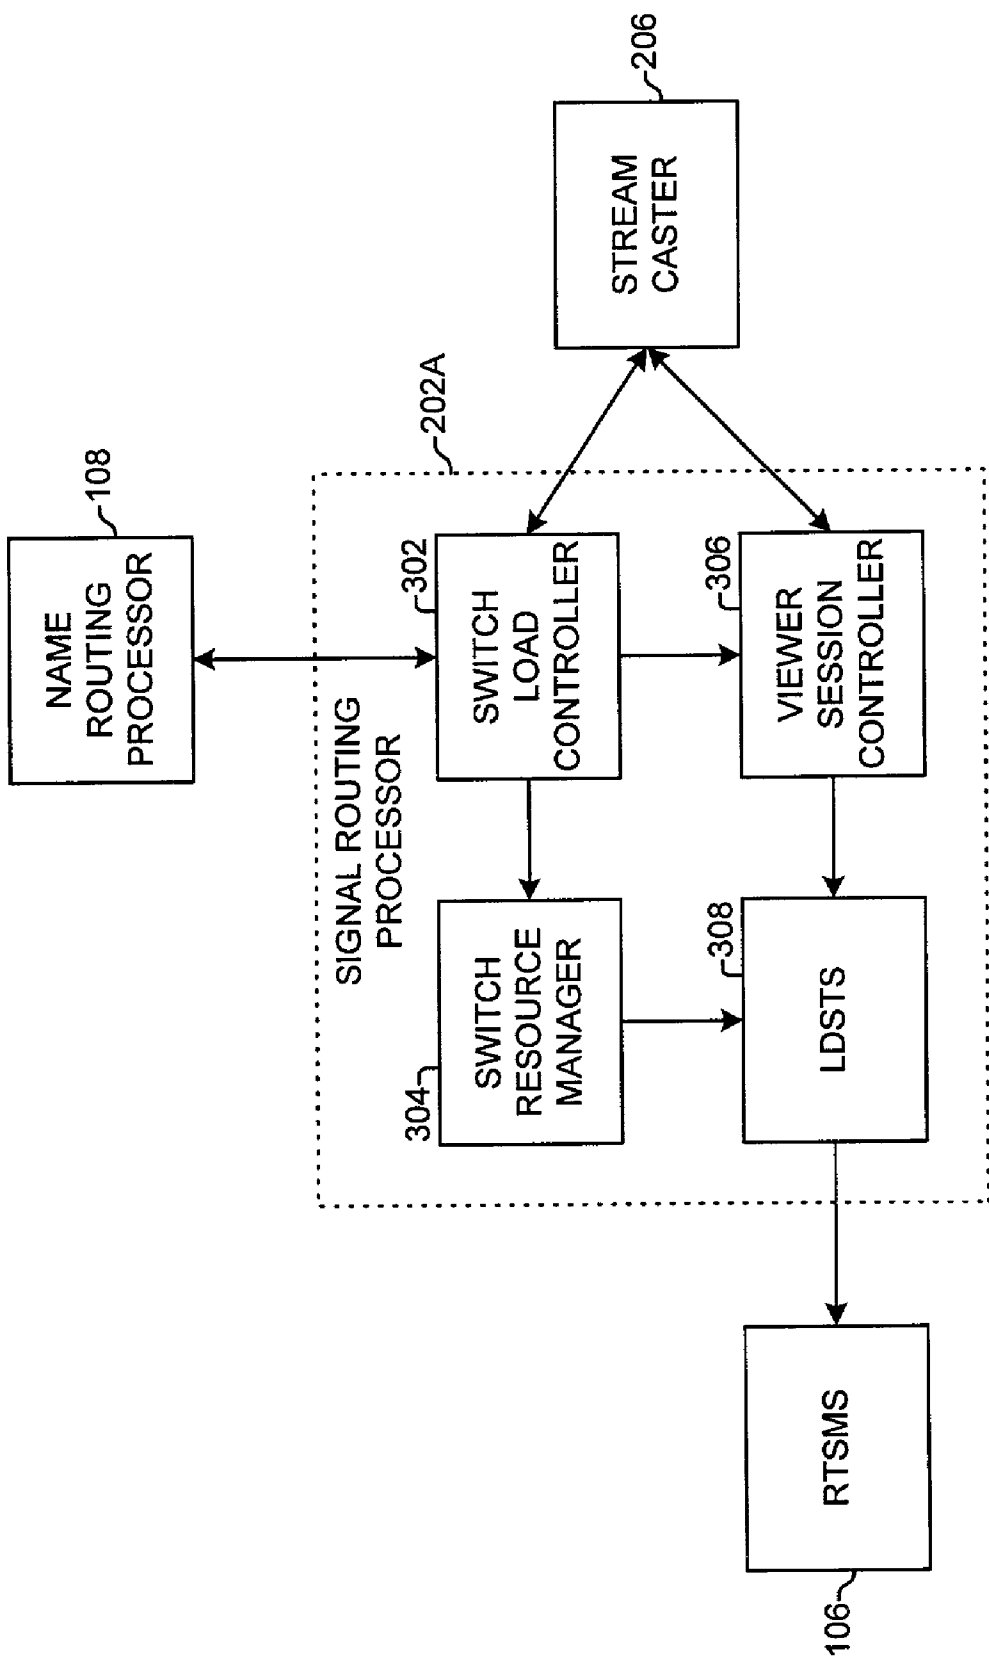 NAME
ROUTING
PROCESSOR
108
SIGNAL ROUTING
PROCESSOR
202A
206
STREAM
CASTER
304
SWITCH
RESOURCE
MANAGER
302
SWITCH
LOAD
CONTROLLER
106
RTSMS
308
LDSTS
306
VIEWER
SESSION
CONTROLLER